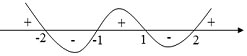 + - + - +
-2 -1 1 2